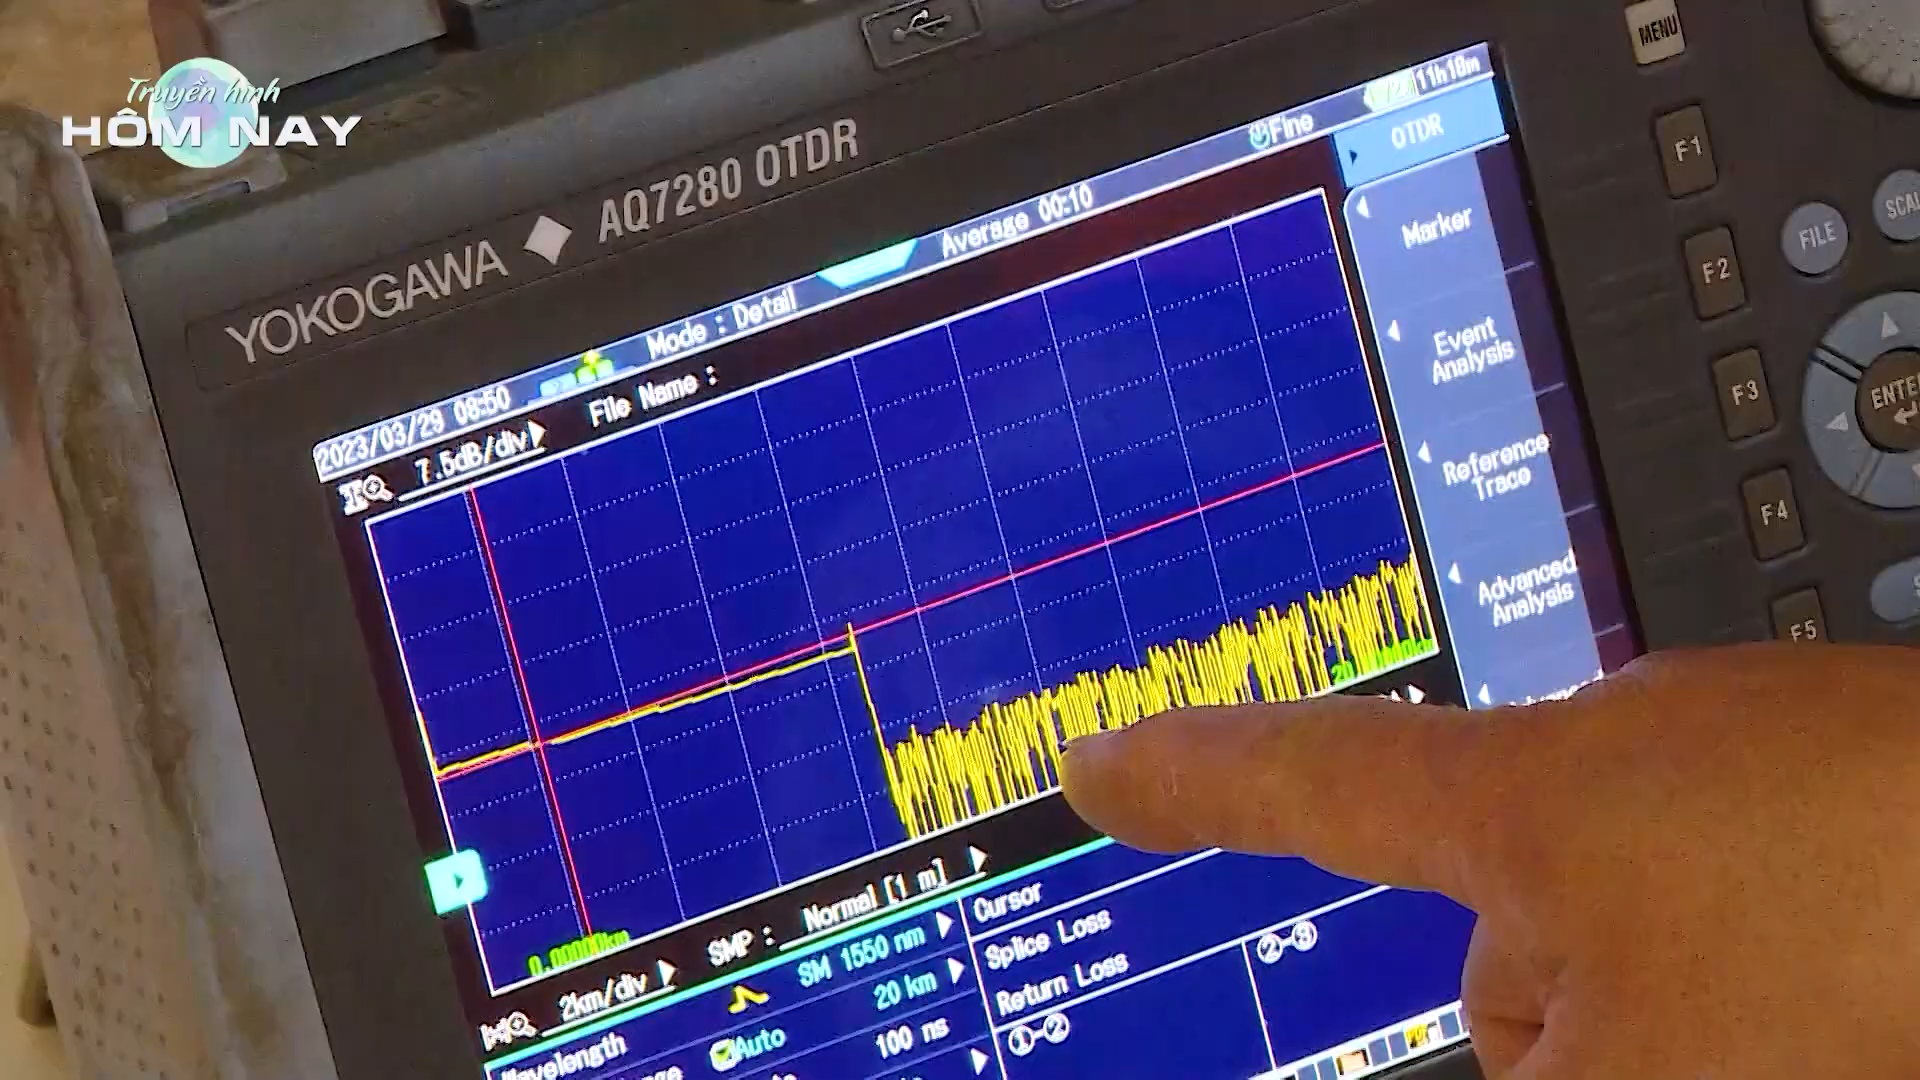 Truyền hình
HÔM NAY
YOKOGAWA ◆ AQ7280 OTDR
MENU
F1
F2
F3
F4
F5
FILE
ENTER
2023/03/29 08:50
Mode : Detail
Average 00:10
Fine
11h18m
7.5dB/div
File Name :
OTDR
Marker
Event
Analysis
Reference
Trace
Advanced
Analysis
0.00000km
2km/div
SMP :
Normal [1 m]
Wavelength
SM 1550 nm
Auto
20 km
100 ns
Cursor
Splice Loss
Return Loss
①-②
②-③